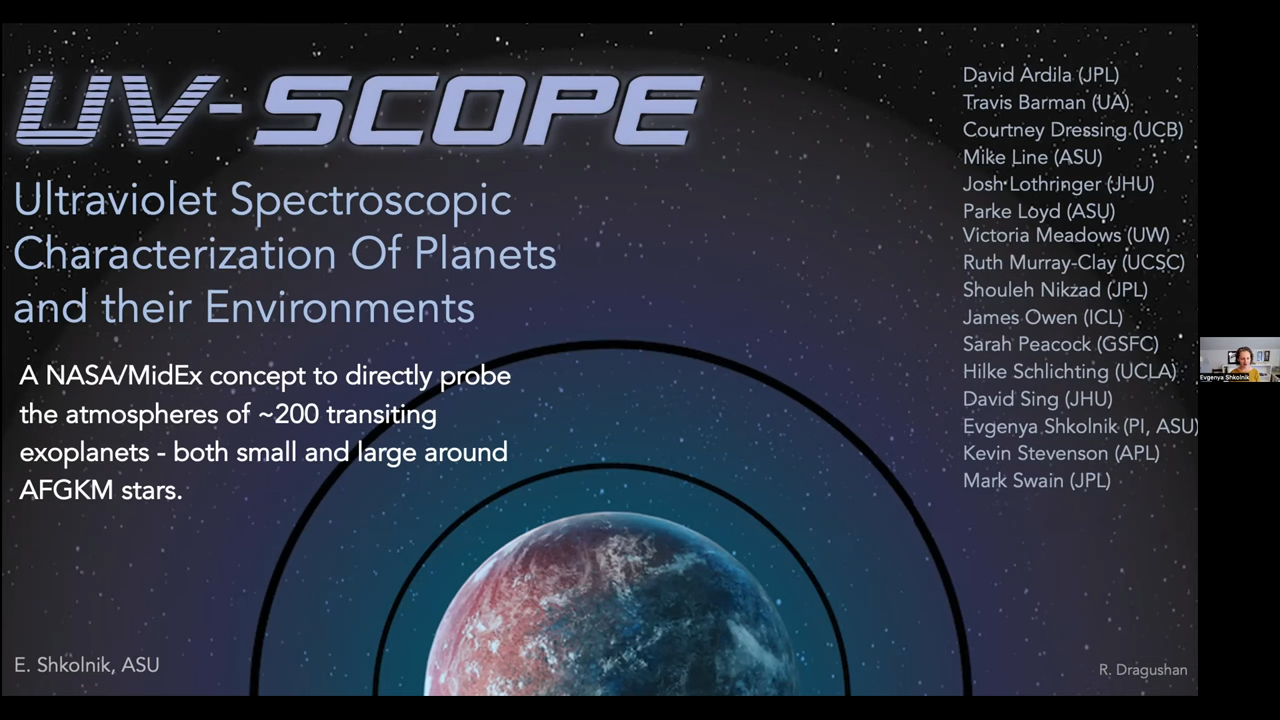 UV-SCOPE
Ultraviolet Spectroscopic
Characterization Of Planets
and their Environments
A NASA/MidEx concept to directly probe
the atmospheres of ~200 transiting
exoplanets - both small and large around
AFGKM stars.
E. Shkolnik, ASU
David Ardila (JPL)
Travis Barman (UA)
Courtney Dressing (UCB)
Mike Line (ASU)
Josh Lothringer (JHU)
Parke Loyd (ASU)
Victoria Meadows (UW)
Ruth Murray-Clay (UCSC)
Shouleh Nikzad (JPL)
James Owen (ICL)
Sarah Peacock (GSFC)
Hilke Schlichting (UCLA)
David Sing (JHU)
Evgenya Shkolnik (PI, ASU)
Kevin Stevenson (APL)
Mark Swain (JPL)
R. Dragushan
Evgenya Shkolnik